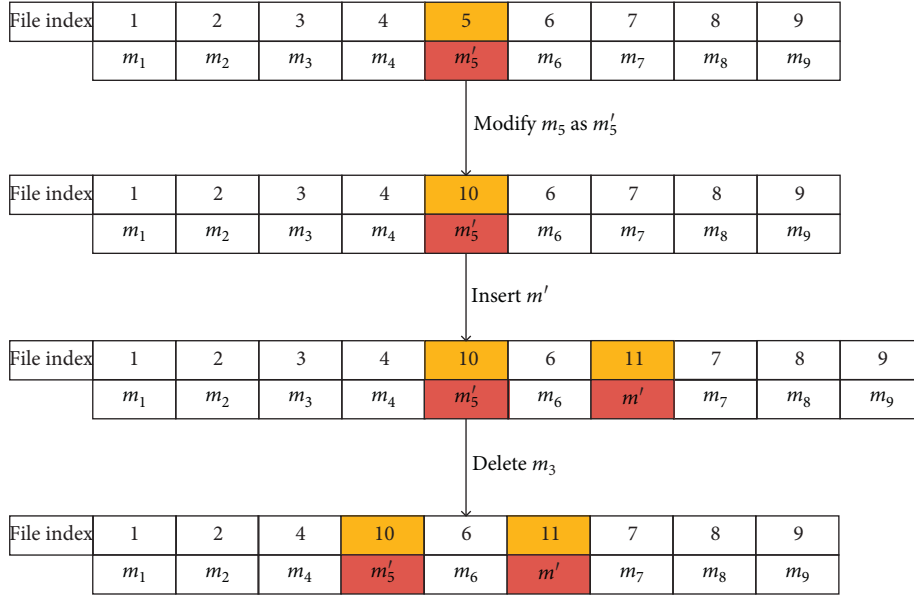 File index 1 2 3 4 5 6 7 8 9
m₁ m₂ m₃ m₄ m′₅ m₆ m₇ m₈ m₉
Modify m₅ as m′₅
File index 1 2 3 4 10 6 7 8 9
m₁ m₂ m₃ m₄ m′₅ m₆ m₇ m₈ m₉
Insert m′
File index 1 2 3 4 10 6 11 7 8 9
m₁ m₂ m₃ m₄ m′₅ m₆ m′ m₇ m₈ m₉
Delete m₃
File index 1 2 4 10 6 11 7 8 9
m₁ m₂ m₄ m′₅ m₆ m′ m₇ m₈ m₉